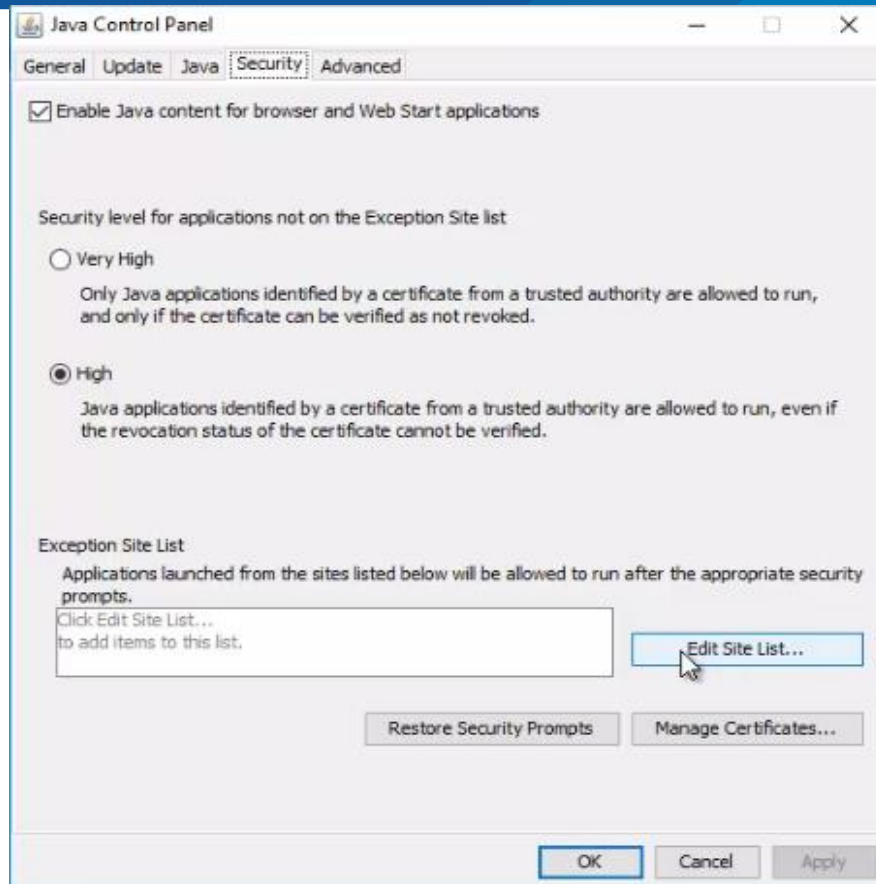 Java Control Panel
General Update Java Security Advanced
Enable Java content for browser and Web Start applications
Security level for applications not on the Exception Site list
Very High
Only Java applications identified by a certificate from a trusted authority are allowed to run,
and only if the certificate can be verified as not revoked.
High
Java applications identified by a certificate from a trusted authority are allowed to run, even if
the revocation status of the certificate cannot be verified.
Exception Site List
Applications launched from the sites listed below will be allowed to run after the appropriate security
prompts.
Click Edit Site List...
to add items to this list.
Edit Site List...
Restore Security Prompts Manage Certificates...
OK Cancel Apply